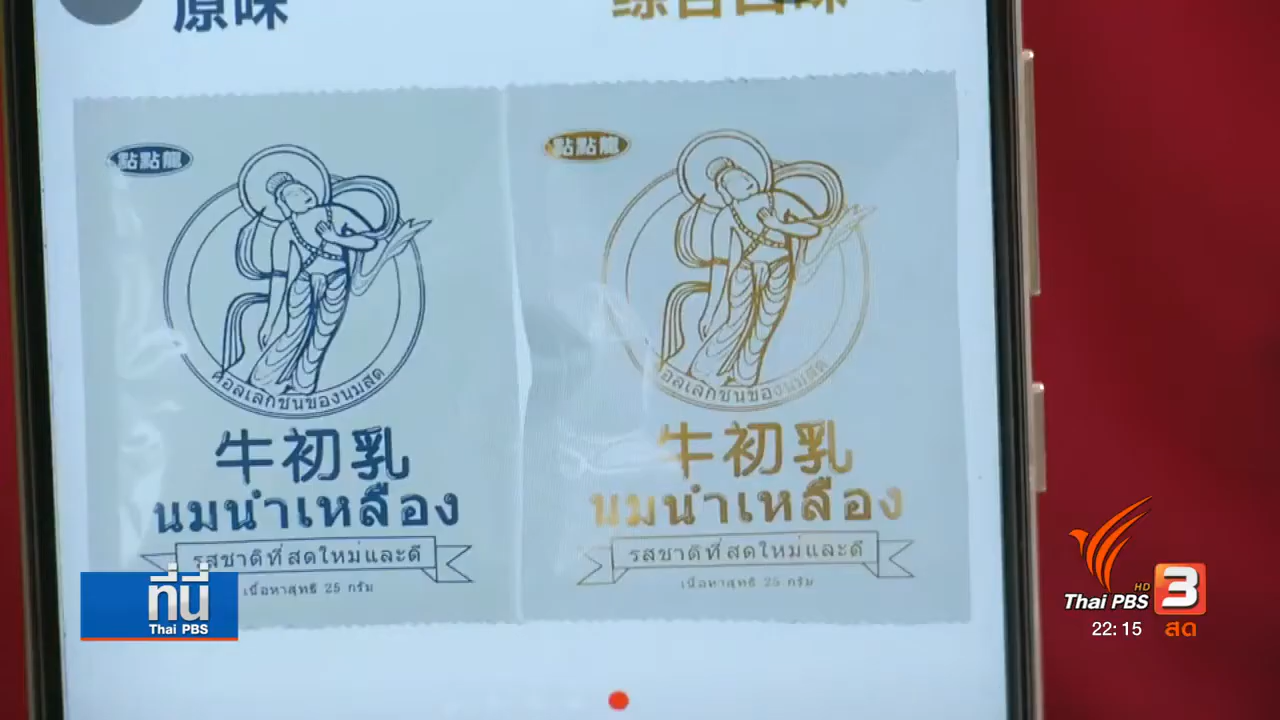 原味
综合口味
點點龍
คอลเลกชันของนมสด
牛初乳
นมน้ำเหลือง
รสชาติที่สดใหม่และดี
เนื้อหาสุทธิ 25 กรัม
點點龍
คอลเลกชันของนมสด
牛初乳
นมน้ำเหลือง
รสชาติที่สดใหม่และดี
เนื้อหาสุทธิ 25 กรัม
ที่นี่
Thai PBS
Thai PBS HD 3
22:15 สด